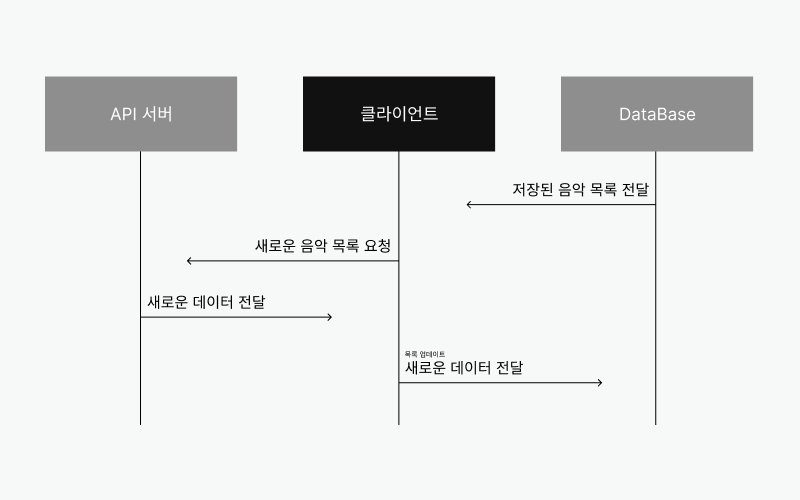 API 서버
클라이언트
DataBase
저장된 음악 목록 전달
새로운 음악 목록 요청
새로운 데이터 전달
목록 업데이트
새로운 데이터 전달